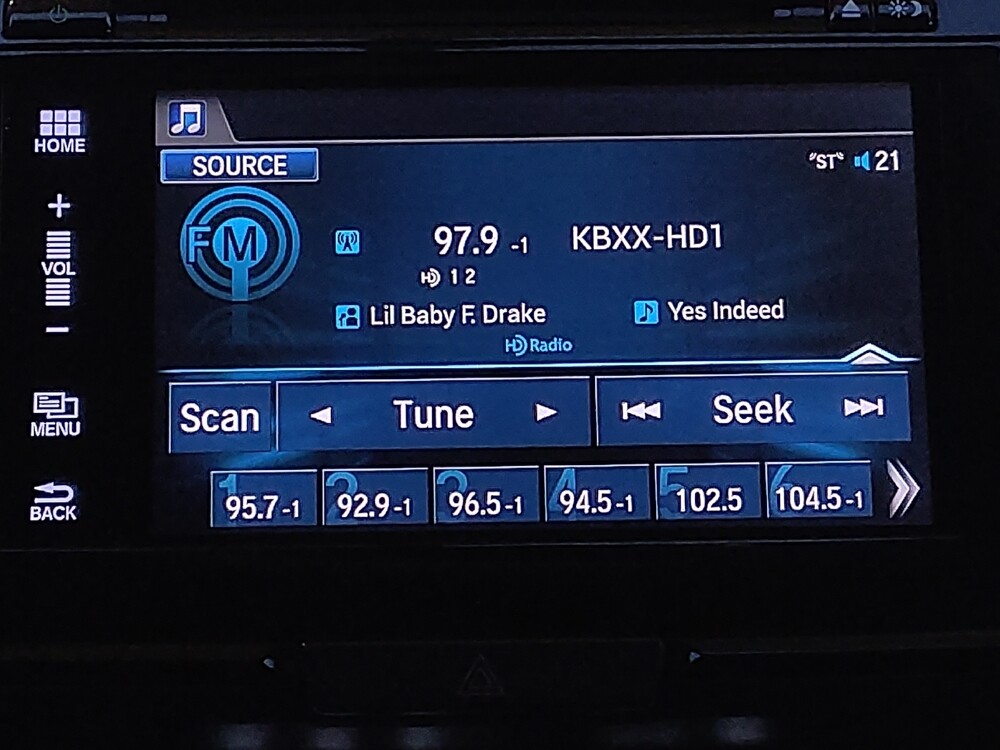 HOME
SOURCE
"ST" 21
+
VOL
−
FM
97.9 -1 KBXX-HD1
HD 1 2
Lil Baby F. Drake Yes Indeed
HD Radio
MENU
Scan Tune Seek
BACK
1 95.7-1 2 92.9-1 3 96.5-1 4 94.5-1 5 102.5 6 104.5-1